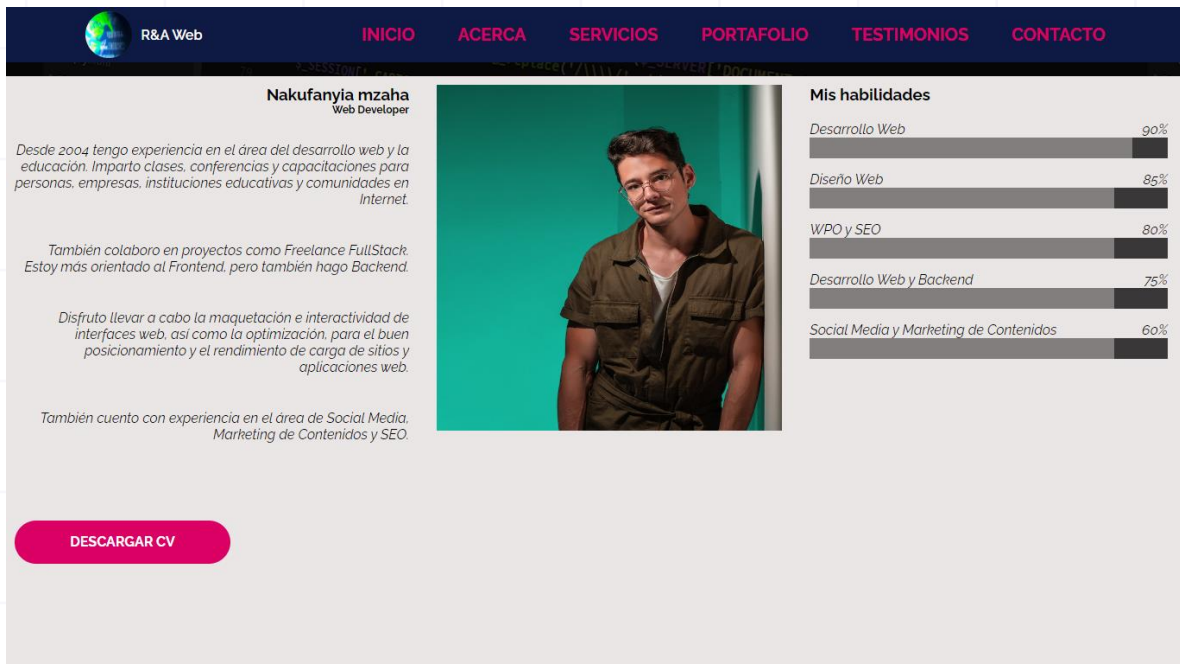 R&A Web
INICIO
ACERCA
SERVICIOS
PORTAFOLIO
TESTIMONIOS
CONTACTO
Nakufanyia mzaha
Web Developer
Desde 2004 tengo experiencia en el área del desarrollo web y la
educación. Imparto clases, conferencias y capacitaciones para
personas, empresas, instituciones educativas y comunidades en
Internet.
También colaboro en proyectos como Freelance FullStack.
Estoy más orientado al Frontend, pero también hago Backend.
Disfruto llevar a cabo la maquetación e interactividad de
interfaces web, así como la optimización, para el buen
posicionamiento y el rendimiento de carga de sitios y
aplicaciones web.
También cuento con experiencia en el área de Social Media,
Marketing de Contenidos y SEO.
DESCARGAR CV
Mis habilidades
Desarrollo Web 90%
Diseño Web 85%
WPO y SEO 80%
Desarrollo Web y Backend 75%
Social Media y Marketing de Contenidos 60%